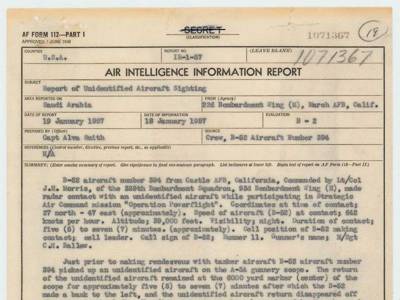 AF FORM 112—PART I
APPROVED 1 JUNE 1948
SECRET
(CLASSIFICATION)
1071367
19
COUNTRY
U.S.A.
REPORT NO.
IR-1-57
(LEAVE BLANK)
1071367
AIR INTELLIGENCE INFORMATION REPORT
SUBJECT
Report of Unidentified Aircraft Sighting
AREA REPORTED ON
Saudi Arabia
FROM (Agency)
22d Bombardment Wing (M), March AFB, Calif.
DATE OF REPORT
19 January 1957
DATE OF INFORMATION
18 January 1957
EVALUATION
B - 2
PREPARED BY (Officer)
Capt Alva Smith
SOURCE
Crew, B-52 Aircraft Number 394
REFERENCES (Control number, directive, previous report, etc., as applicable)
N/A
SUMMARY: (Enter concise summary of report. Give significance in final one-sentence paragraph. List inclosures at lower left. Begin text of report on AF Form 112—Part II.)
B-52 aircraft number 394 from Castle AFB, California, Commanded by Lt/Col
J.H. Morris, of the 329th Bombardment Squadron, 93d Bombardment Wing (H), made
radar contact with an unidentified aircraft while participating in Strategic
Air Command mission "Operation Powerflight". Coordinates at time of contact:
27 north - 47 east (approximately). Speed of aircraft (B-52) at contact; 442
knots per hour. Altitude; 35,000 feet. Visibility; night. Duration of contact;
five (5) to seven (7) minutes. (approximately). Cell position of B-52 making
contact; cell leader. Call sign of B-52; Rummer 11. Gunner's name; M/Sgt
C.H. Ballew.
Just prior to making rendezvous with tanker aircraft B-52 aircraft number
394 picked up an unidentified aircraft on the A-3A gunnery scope. The return
of the unidentified aircraft remained at the 6000 yard marker (center) of the
scope for approximately five (5) to seven (7) minutes after which the B-52
made a bank to the left, and the unidentified aircraft return disappeared off